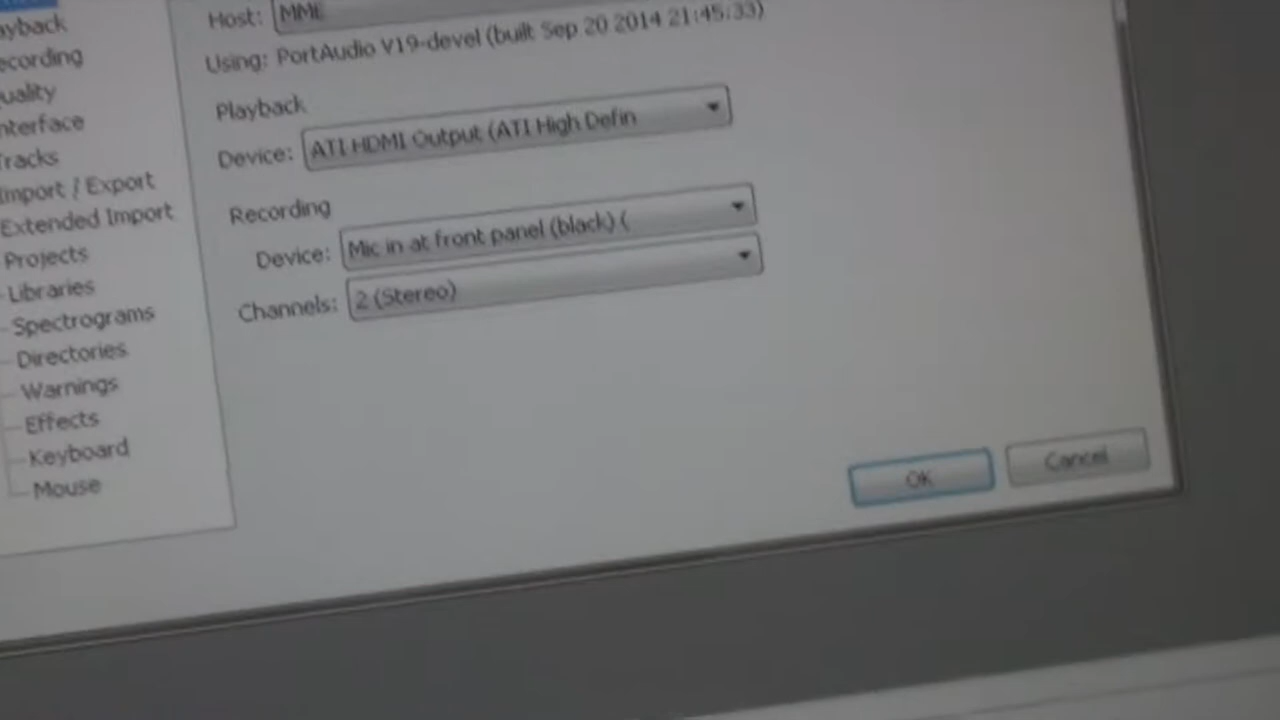 Host: MME
Using: PortAudio V19-devel (built Sep 20 2014 21:45:33)
Playback
Device: ATI HDMI Output (ATI High Defin
Recording
Device: Mic in at front panel (black) (
Channels: 2 (Stereo)
ayback
ecording
uality
nterface
Tracks
Import / Export
Extended Import
Projects
Libraries
Spectrograms
Directories
Warnings
Effects
Keyboard
Mouse
OK
Cancel